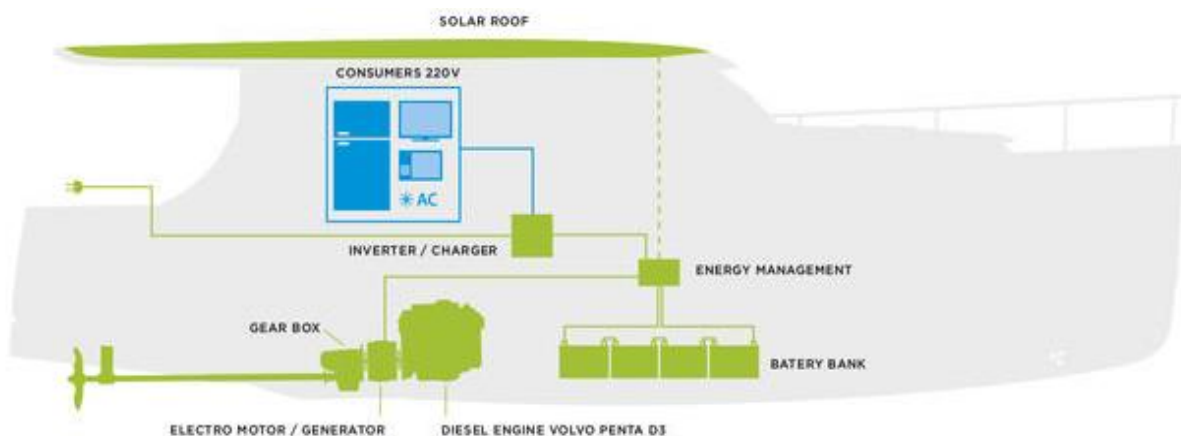 SOLAR ROOF
CONSUMERS 220V
AC
INVERTER / CHARGER
ENERGY MANAGEMENT
GEAR BOX
BATERY BANK
ELECTRO MOTOR / GENERATOR
DIESEL ENGINE VOLVO PENTA D3